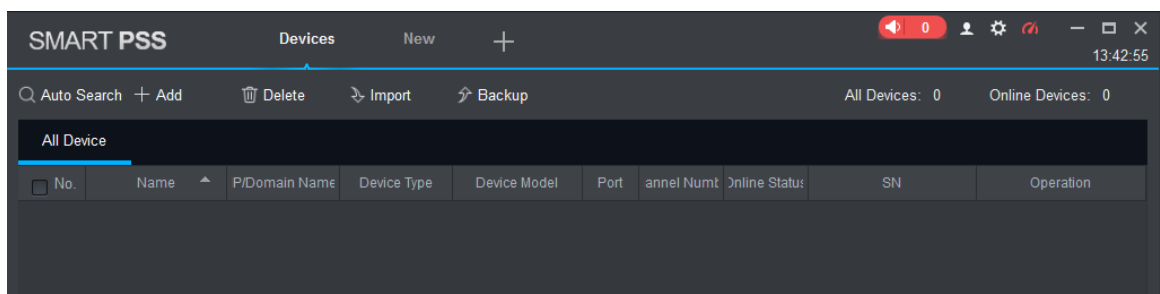 SMART PSS Devices New 0
13:42:55
Auto Search Add Delete Import Backup All Devices: 0 Online Devices: 0
All Device
No. Name P/Domain Name Device Type Device Model Port annel Numb Online Status SN Operation